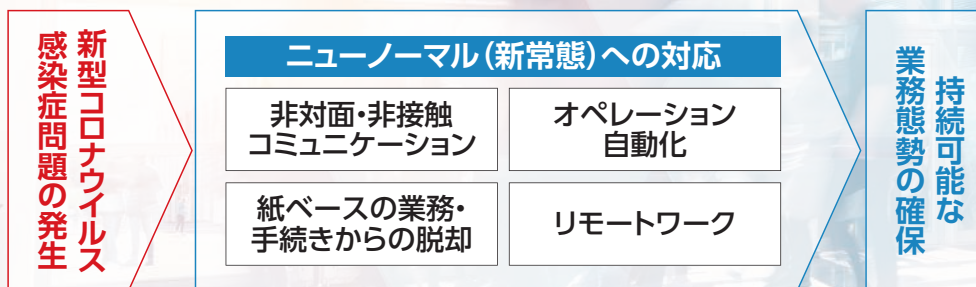 新型コロナウイルス
感染症問題の発生
ニューノーマル(新常態)への対応
非対面・非接触
コミュニケーション
オペレーション
自動化
紙ベースの業務・
手続きからの脱却
リモートワーク
持続可能な
業務態勢の確保